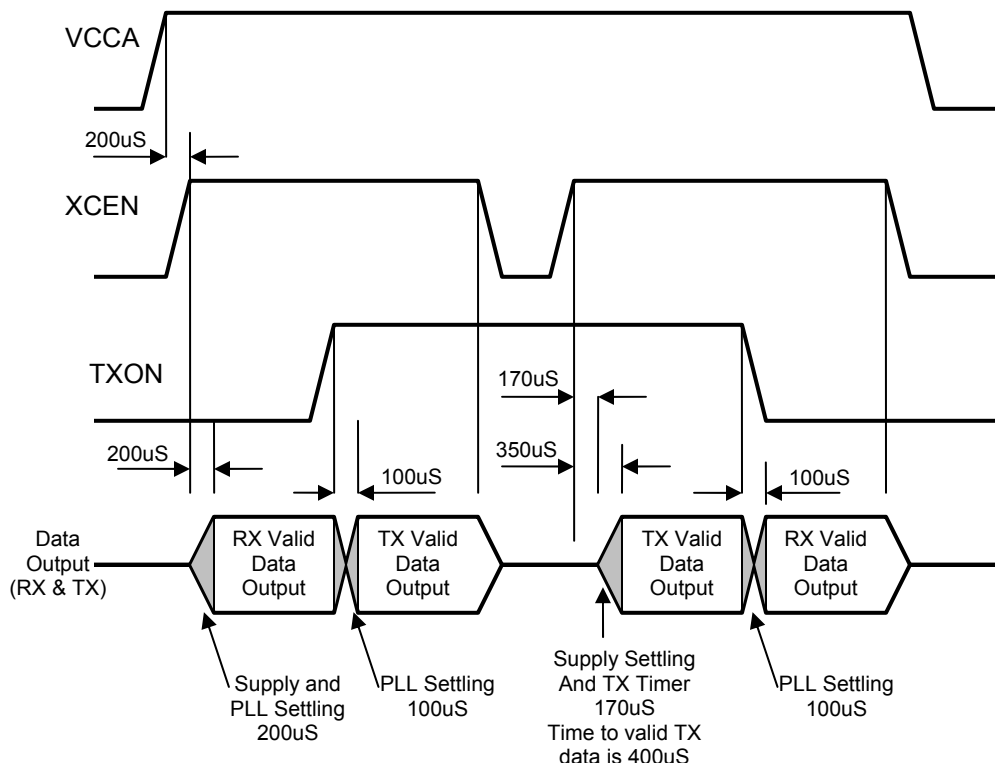 VCCA
200uS
XCEN
TXON
170uS
200uS
350uS
100uS
100uS
Data
Output
(RX & TX)
RX Valid
Data
Output
TX Valid
Data
Output
TX Valid
Data
Output
RX Valid
Data
Output
Supply and
PLL Settling
200uS
PLL Settling
100uS
Supply Settling
And TX Timer
170uS
Time to valid TX
data is 400uS
PLL Settling
100uS